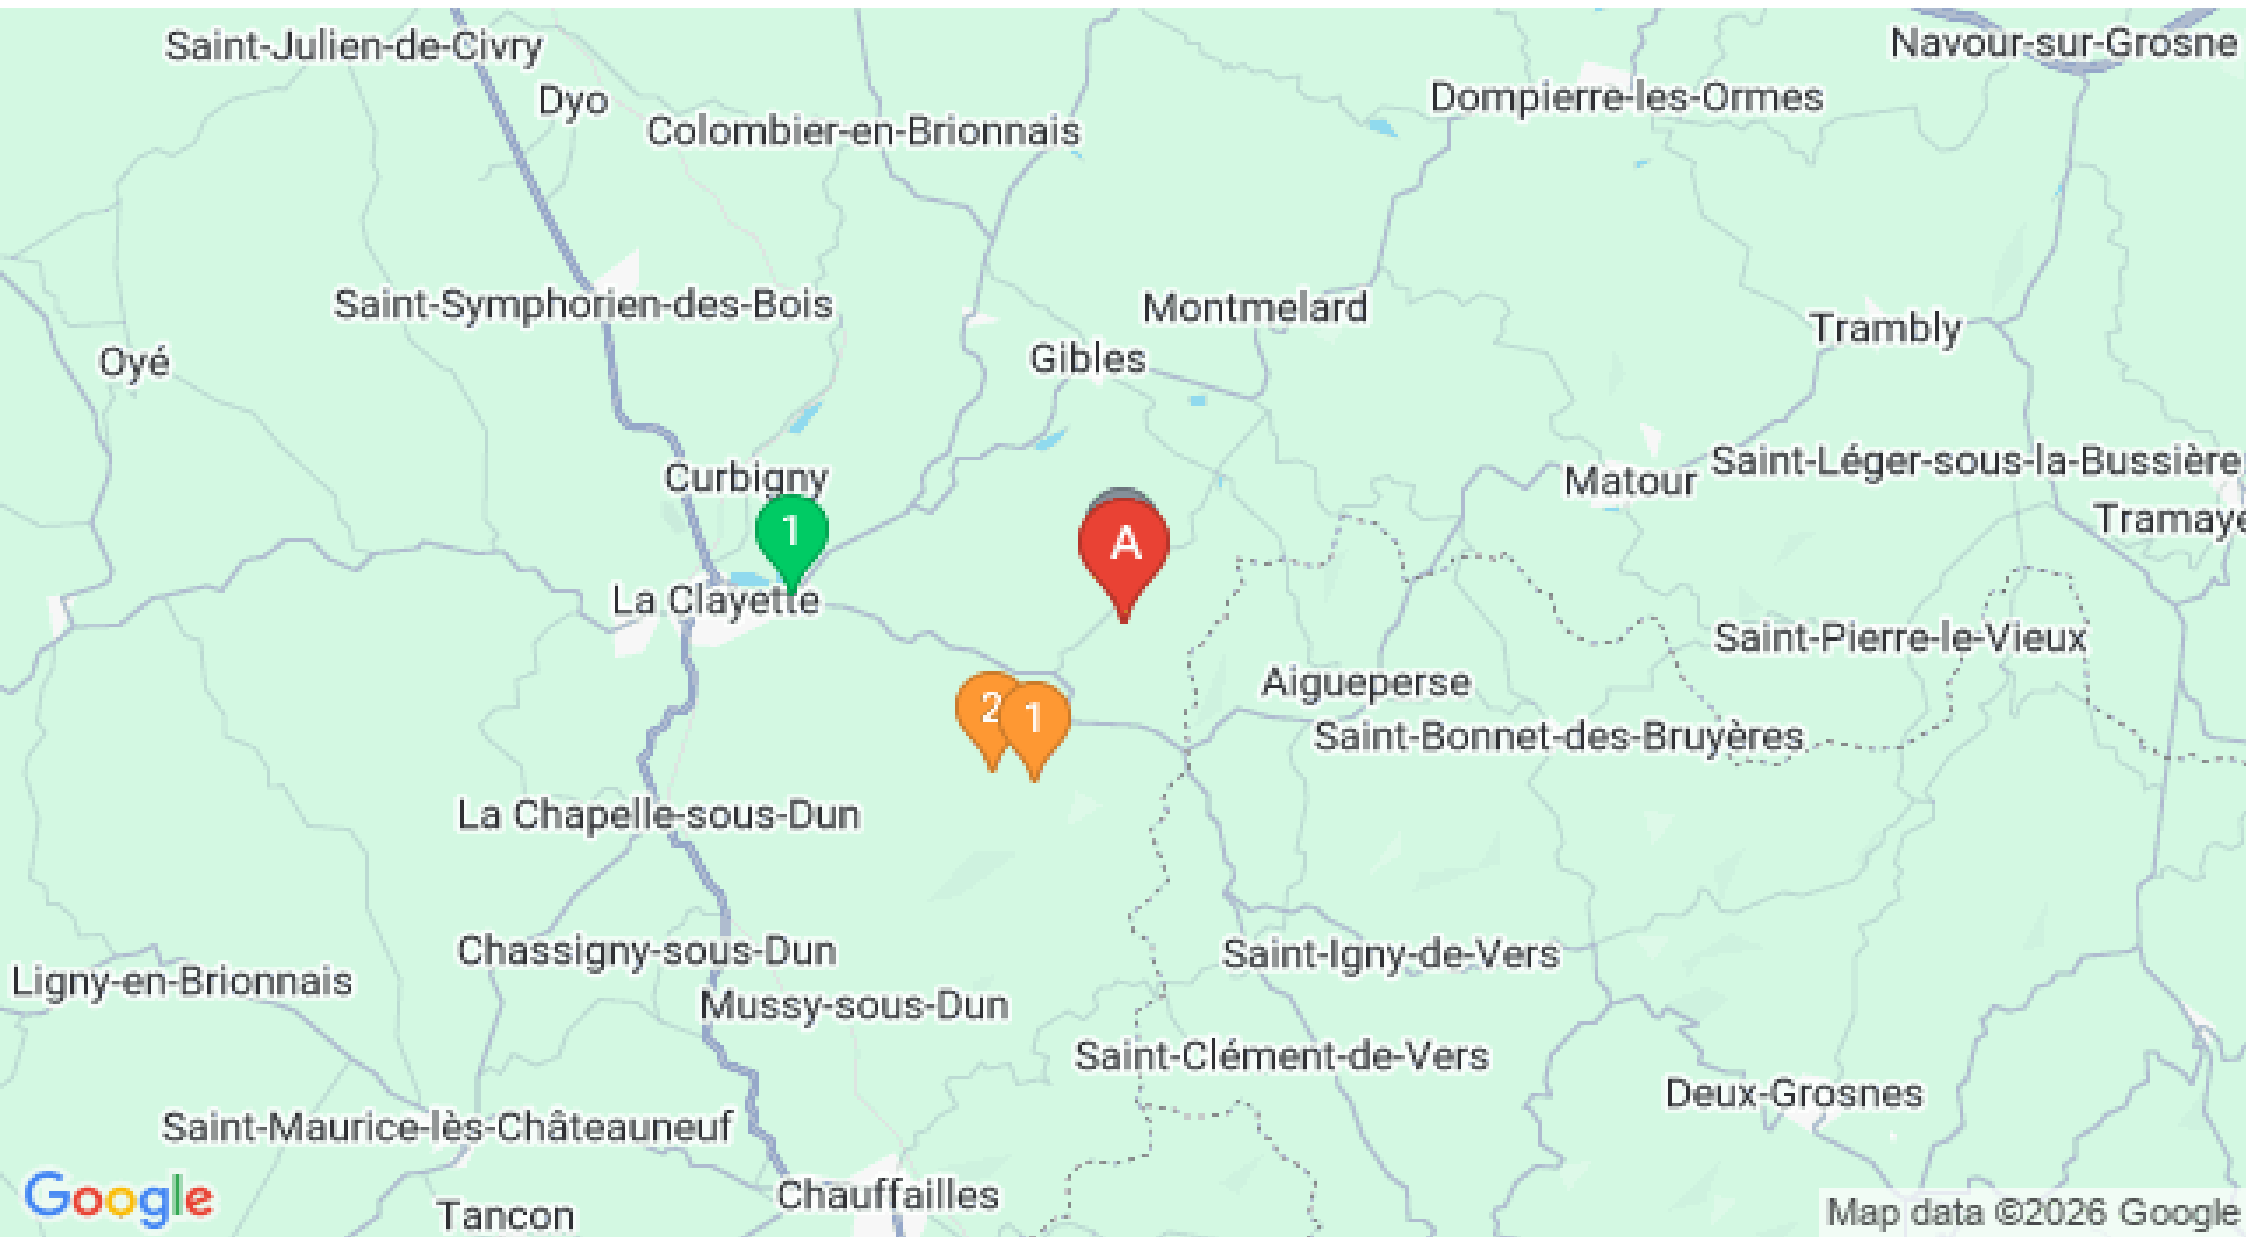 Saint-Julien-de-Civry
Navour-sur-Grosne
Dyo
Dompierre-les-Ormes
Colombier-en-Brionnais
Saint-Symphorien-des-Bois
Montmelard
Trambly
Oyé
Gibles
Curbigny
Matour
Saint-Léger-sous-la-Bussière
Tramaye
1
A
La Clayette
Saint-Pierre-le-Vieux
Aigueperse
2
1
Saint-Bonnet-des-Bruyères
La Chapelle-sous-Dun
Chassigny-sous-Dun
Saint-Igny-de-Vers
Ligny-en-Brionnais
Mussy-sous-Dun
Saint-Clément-de-Vers
Deux-Grosnes
Saint-Maurice-lès-Châteauneuf
Chauffailles
Google
Tancon
Map data ©2026 Google